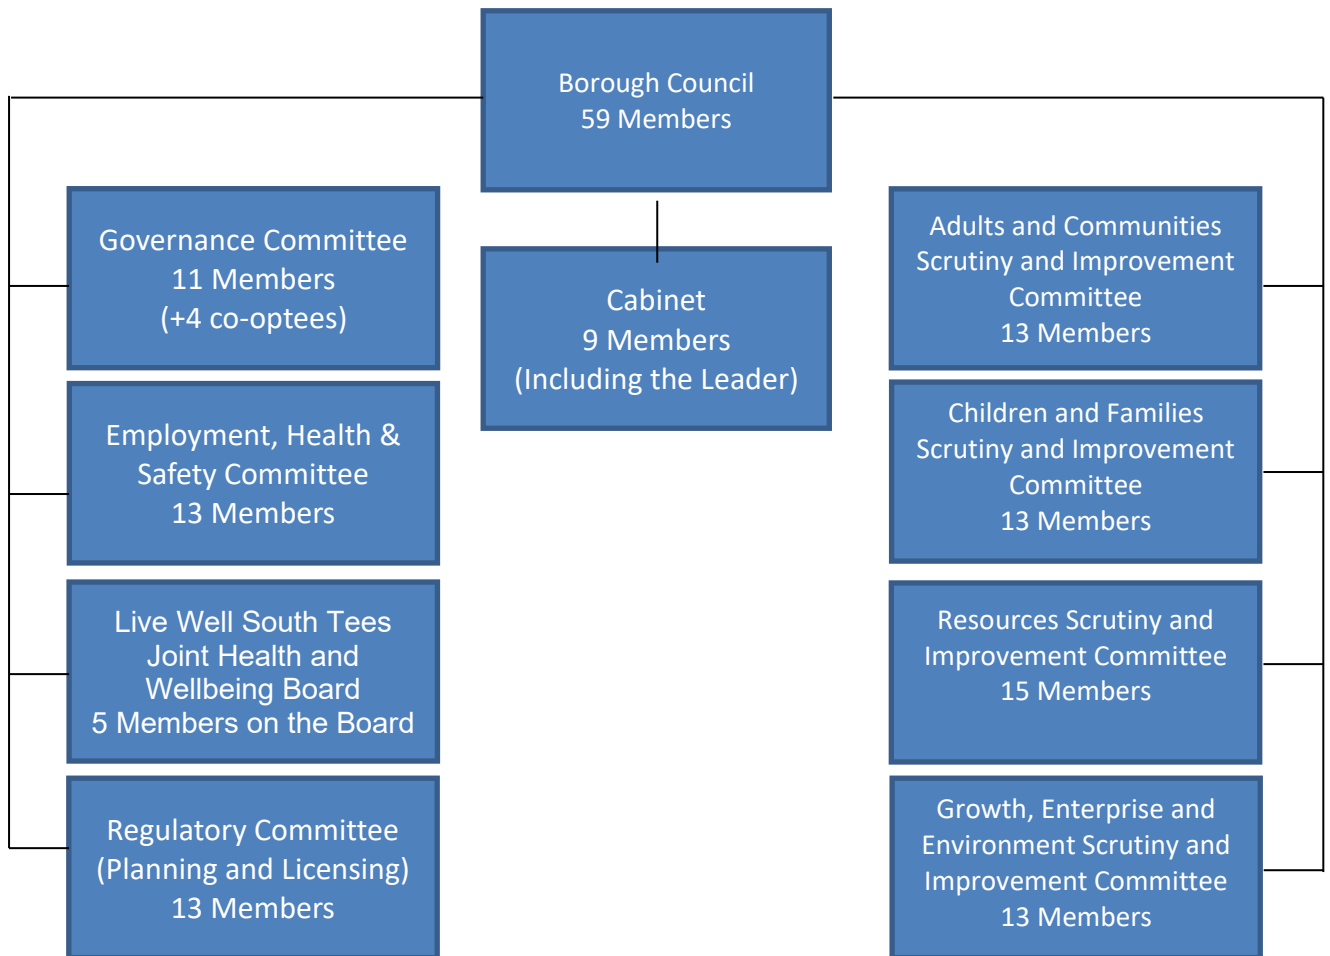 Borough Council
59 Members
Governance Committee
11 Members
(+4 co-optees)
Employment, Health &
Safety Committee
13 Members
Live Well South Tees
Joint Health and
Wellbeing Board
5 Members on the Board
Regulatory Committee
(Planning and Licensing)
13 Members
Cabinet
9 Members
(Including the Leader)
Adults and Communities
Scrutiny and Improvement
Committee
13 Members
Children and Families
Scrutiny and Improvement
Committee
13 Members
Resources Scrutiny and
Improvement Committee
15 Members
Growth, Enterprise and
Environment Scrutiny and
Improvement Committee
13 Members